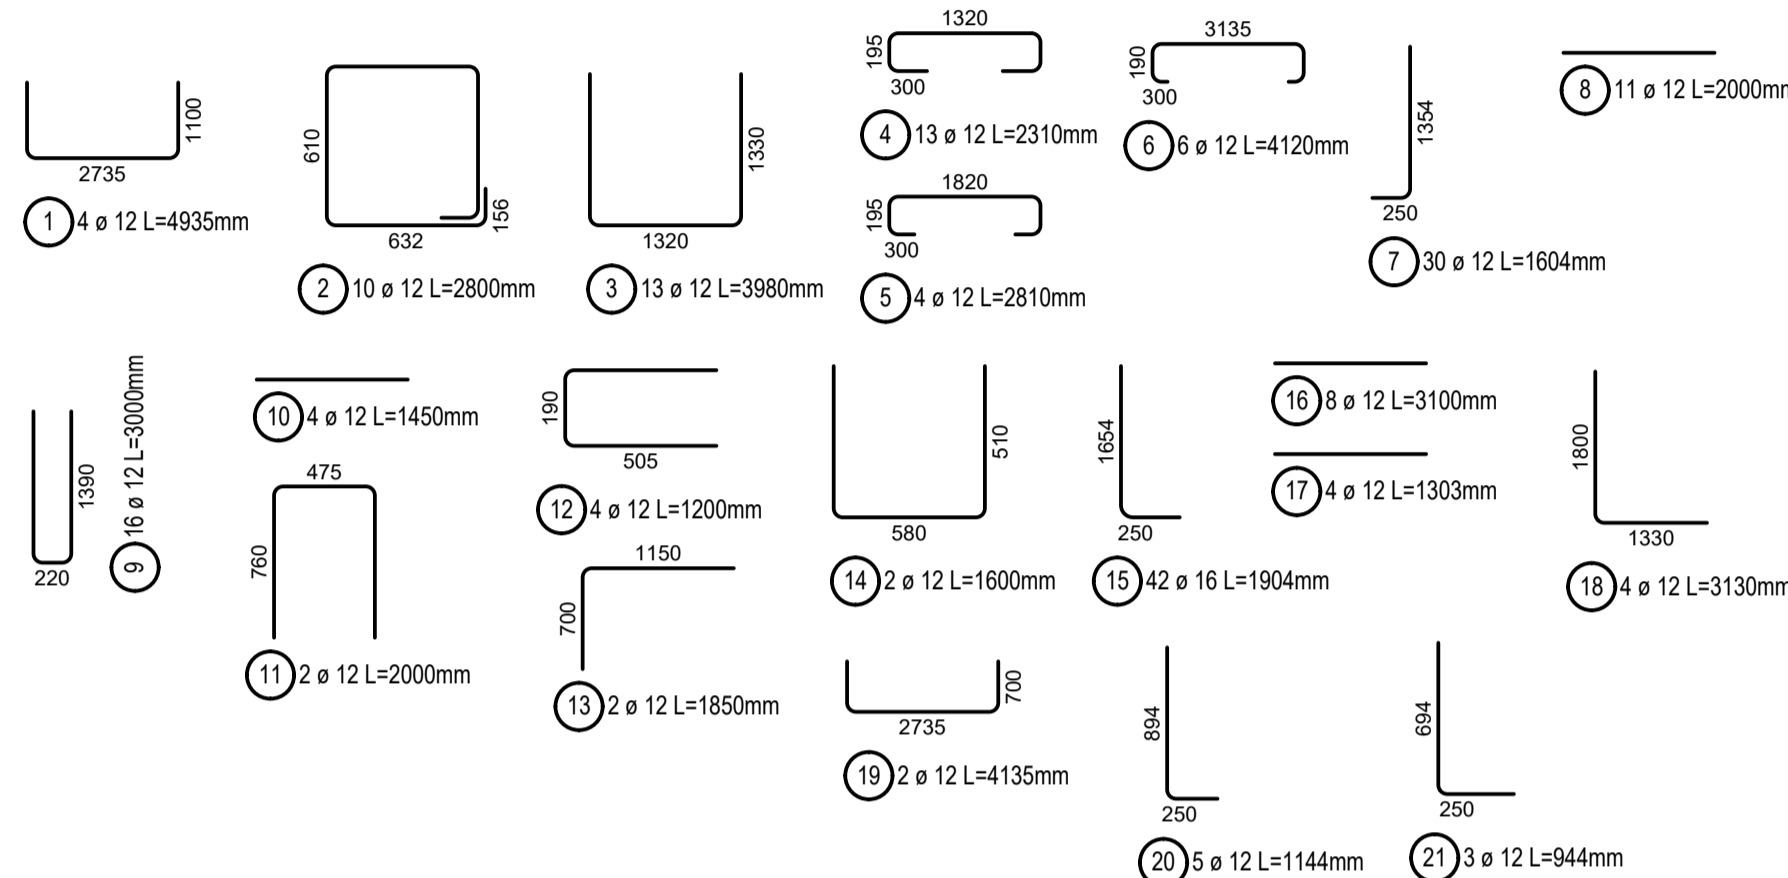 1100
2735
1 4 ø 12 L=4935mm
610
156
632
2 10 ø 12 L=2800mm
1330
1320
3 13 ø 12 L=3980mm
1320
195
300
4 13 ø 12 L=2310mm
1820
195
300
5 4 ø 12 L=2810mm
3135
190
300
6 6 ø 12 L=4120mm
1354
250
7 30 ø 12 L=1604mm
8 11 ø 12 L=2000mm
1390
220
9 16 ø 12 L=3000mm
10 4 ø 12 L=1450mm
475
760
11 2 ø 12 L=2000mm
190
505
12 4 ø 12 L=1200mm
1150
700
13 2 ø 12 L=1850mm
510
580
14 2 ø 12 L=1600mm
1654
250
15 42 ø 16 L=1904mm
16 8 ø 12 L=3100mm
17 4 ø 12 L=1303mm
1800
1330
18 4 ø 12 L=3130mm
700
2735
19 2 ø 12 L=4135mm
894
250
20 5 ø 12 L=1144mm
694
250
21 3 ø 12 L=944mm